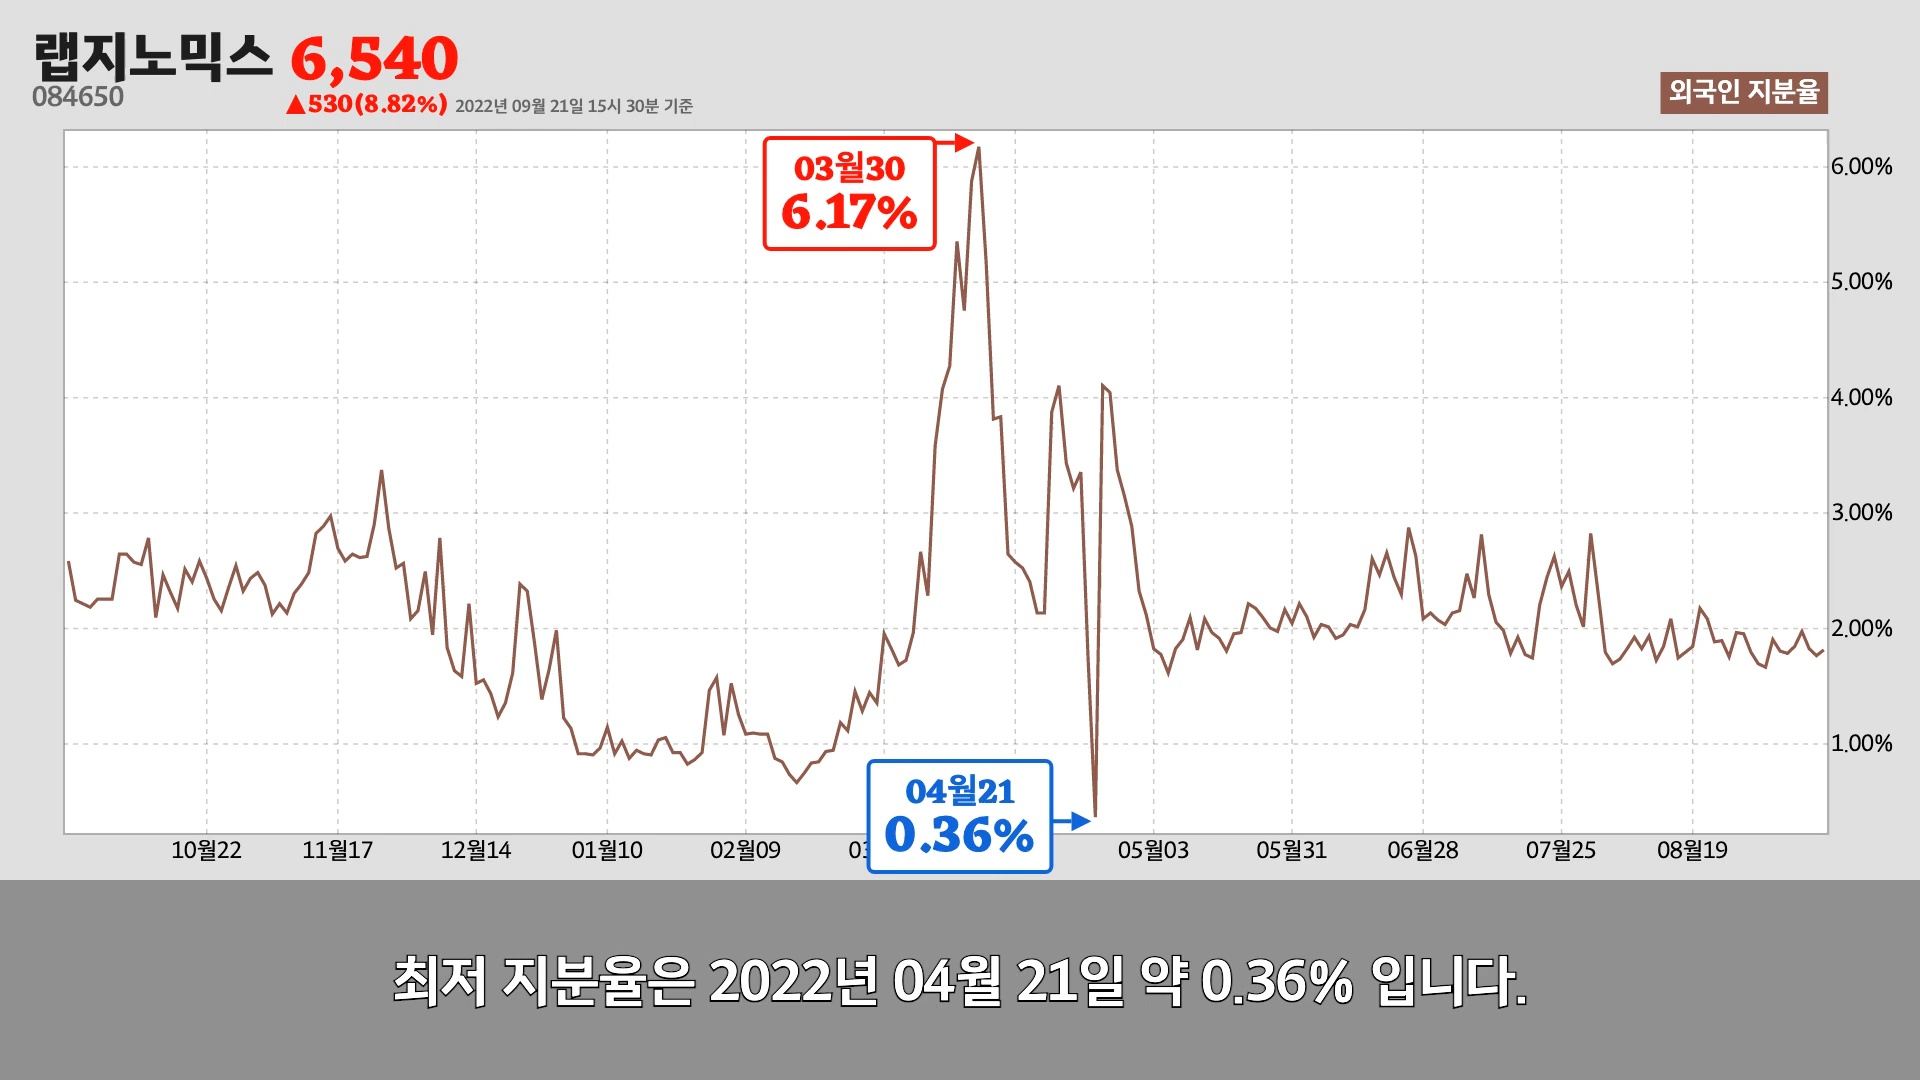 랩지노믹스 6,540
084650
▲530(8.82%) 2022년 09월 21일 15시 30분 기준
외국인 지분율
03월30
6.17%
6.00%
5.00%
4.00%
3.00%
2.00%
1.00%
04월21
0.36%
10월22 11월17 12월14 01월10 02월09 05월03 05월31 06월28 07월25 08월19
최저 지분율은 2022년 04월 21일 약 0.36% 입니다.